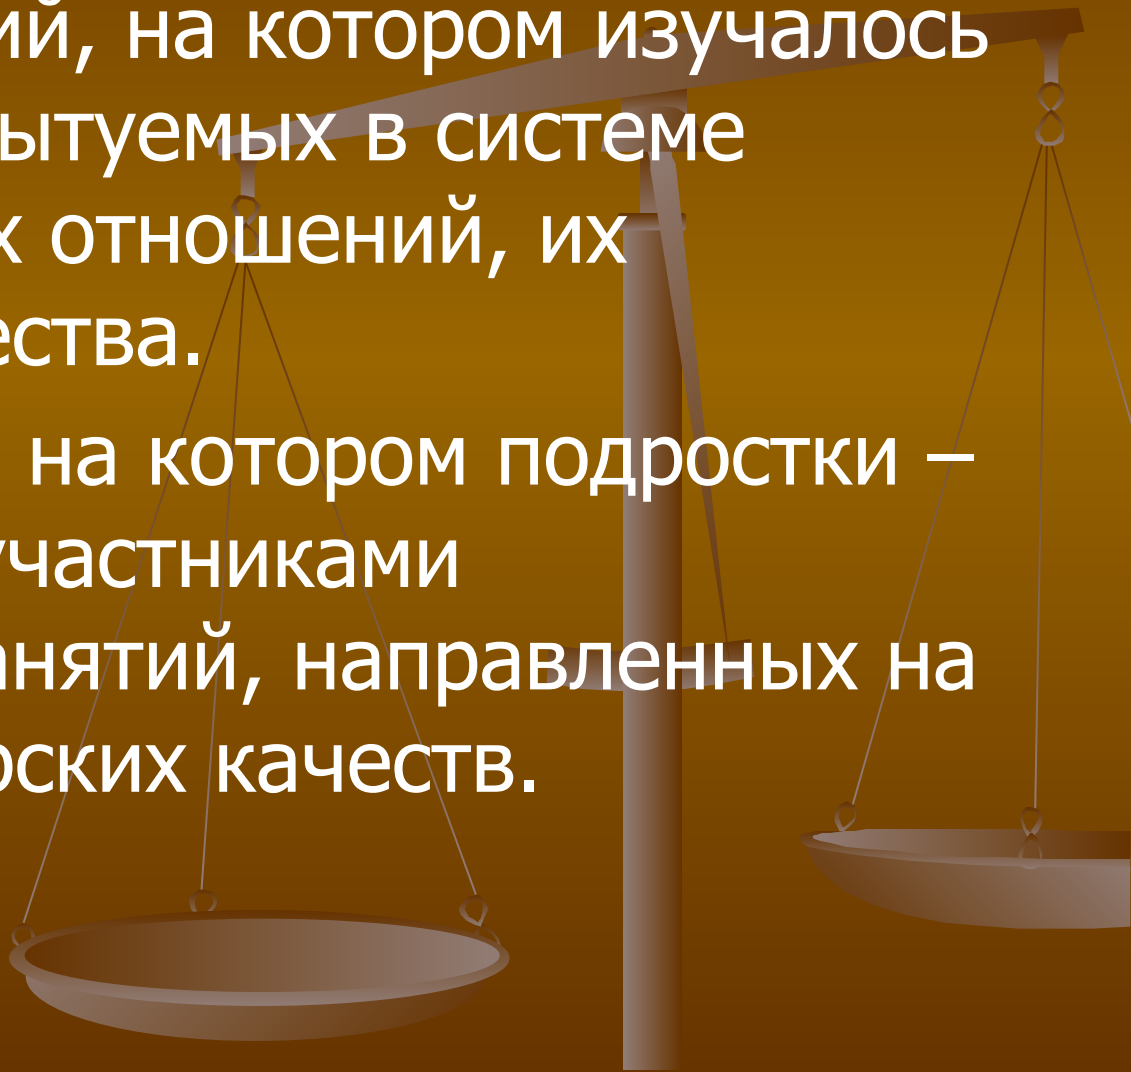 ий, на котором изучалось
ытуемых в системе
х отношений, их
ества.
на котором подростки –
участниками
анятий, направленных на
рских качеств.